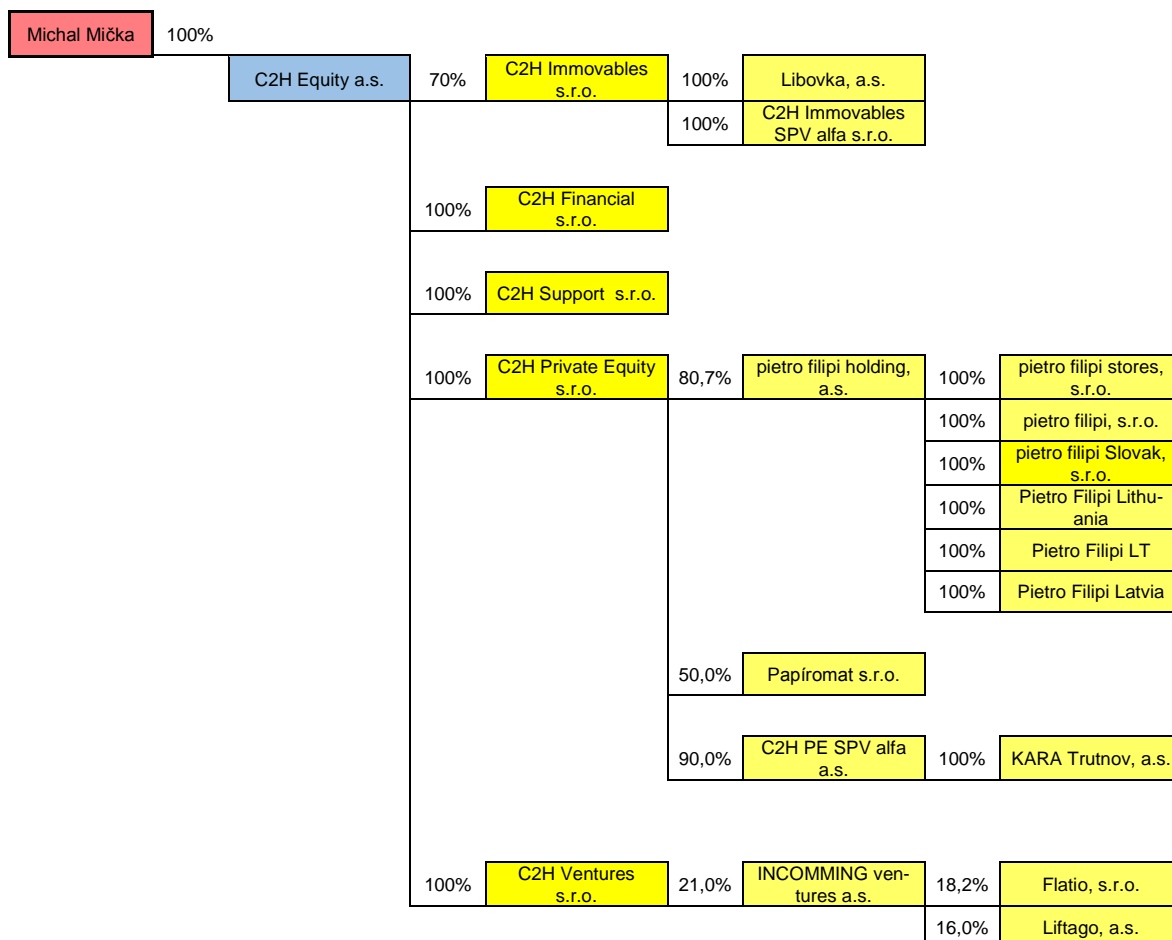 Michal Mička 100%
C2H Equity a.s. 70% C2H Immovables
s.r.o. 100% Libovka, a.s.
100% C2H Immovables
SPV alfa s.r.o.
100% C2H Financial
s.r.o.
100% C2H Support s.r.o.
100% C2H Private Equity
s.r.o. 80,7% pietro filipi holding,
a.s. 100% pietro filipi stores,
s.r.o.
100% pietro filipi, s.r.o.
100% pietro filipi Slovak,
s.r.o.
100% Pietro Filipi Lithu-
ania
100% Pietro Filipi LT
100% Pietro Filipi Latvia
50,0% Papíromat s.r.o.
90,0% C2H PE SPV alfa
a.s. 100% KARA Trutnov, a.s.
100% C2H Ventures
s.r.o. 21,0% INCOMMING ven-
tures a.s. 18,2% Flatio, s.r.o.
16,0% Liftago, a.s.